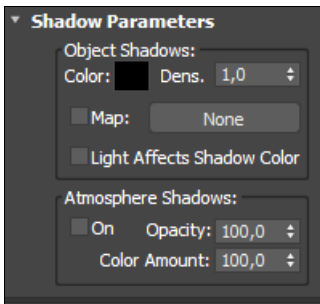 Shadow Parameters
Object Shadows:
Color: Dens. 1,0
Map: None
Light Affects Shadow Color
Atmosphere Shadows:
On Opacity: 100,0
Color Amount: 100,0